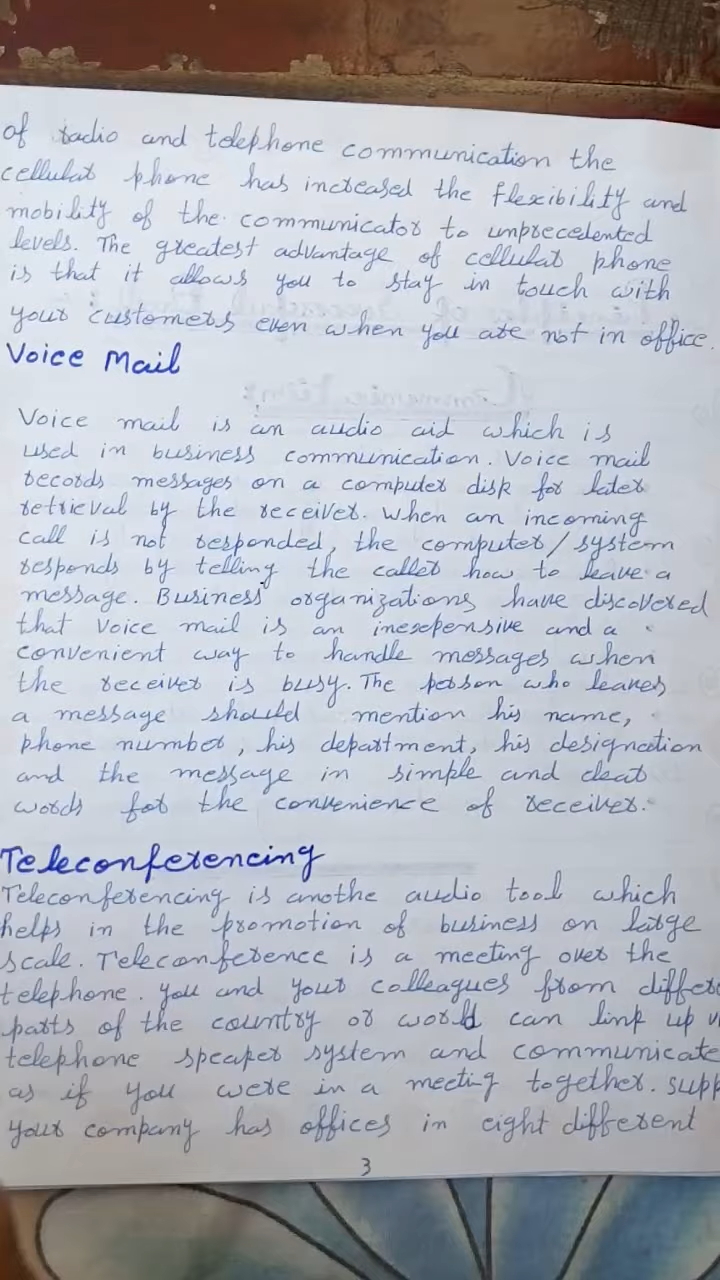 of radio and telephone communication the
cellular phone has increased the flexibility and
mobility of the communicator to unprecedented
levels. The greatest advantage of cellular phone
is that it allows you to stay in touch with
your customers even when you are not in office.
Voice Mail
Voice mail is an audio aid which is
used in business communication. Voice mail
records messages on a computer disk for later
retrieval by the receiver. When an incoming
call is not responded, the computer/system
responds by telling the caller how to leave a
message. Business organizations have discovered
that voice mail is an inexpensive and a
convenient way to handle messages when
the receiver is busy. The person who leaves
a message should mention his name,
phone number, his department, his designation
and the message in simple and clear
words for the convenience of receiver.
Teleconferencing
Teleconferencing is anothe audio tool which
helps in the promotion of business on large
scale. Teleconference is a meeting over the
telephone. You and your colleagues from differe
parts of the country or world can link up
telephone speaper system and communicate
as if you were in a meeting together. supp
your company has offices in eight different
3